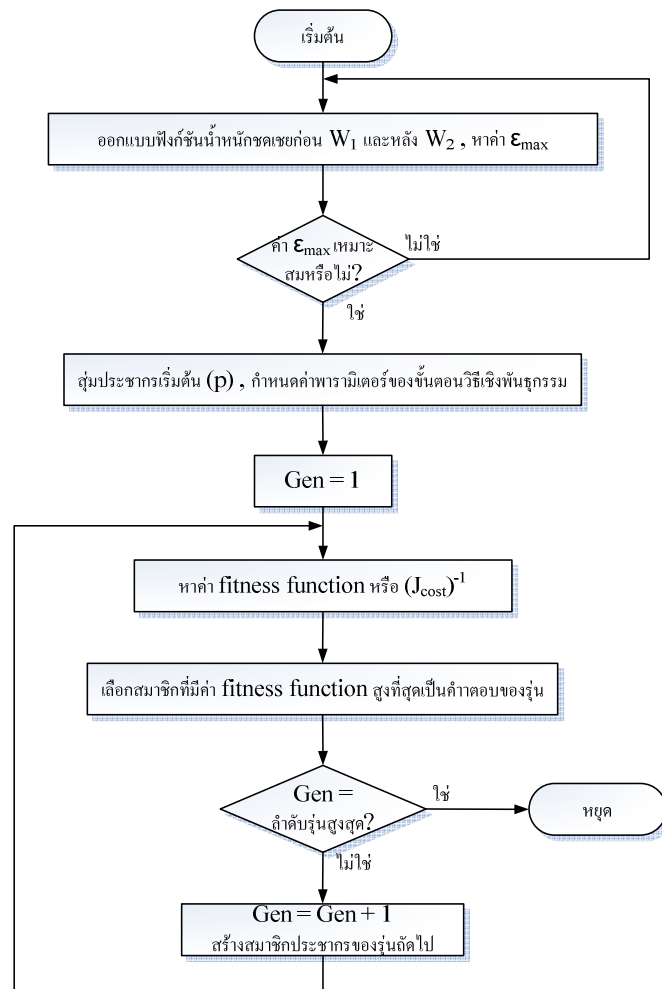 เริ่มต้น
ออกแบบฟังก์ชันน้ำหนักชดเชยก่อน W₁ และหลัง W₂ , หาค่า ε_max
ค่า ε_max เหมาะ
สมหรือไม่?
ไม่ใช่
ใช่
สุ่มประชากรเริ่มต้น (p) , กำหนดค่าพารามิเตอร์ของขั้นตอนวิธีเชิงพันธุกรรม
Gen = 1
หาค่า fitness function หรือ (J_cost)⁻¹
เลือกสมาชิกที่มีค่า fitness function สูงที่สุดเป็นคำาตอบของรุ่น
Gen =
ลำดับรุ่นสูงสุด?
ใช่
หยุด
ไม่ใช่
Gen = Gen + 1
สร้างสมาชิกประชากรของรุ่นถัดไป